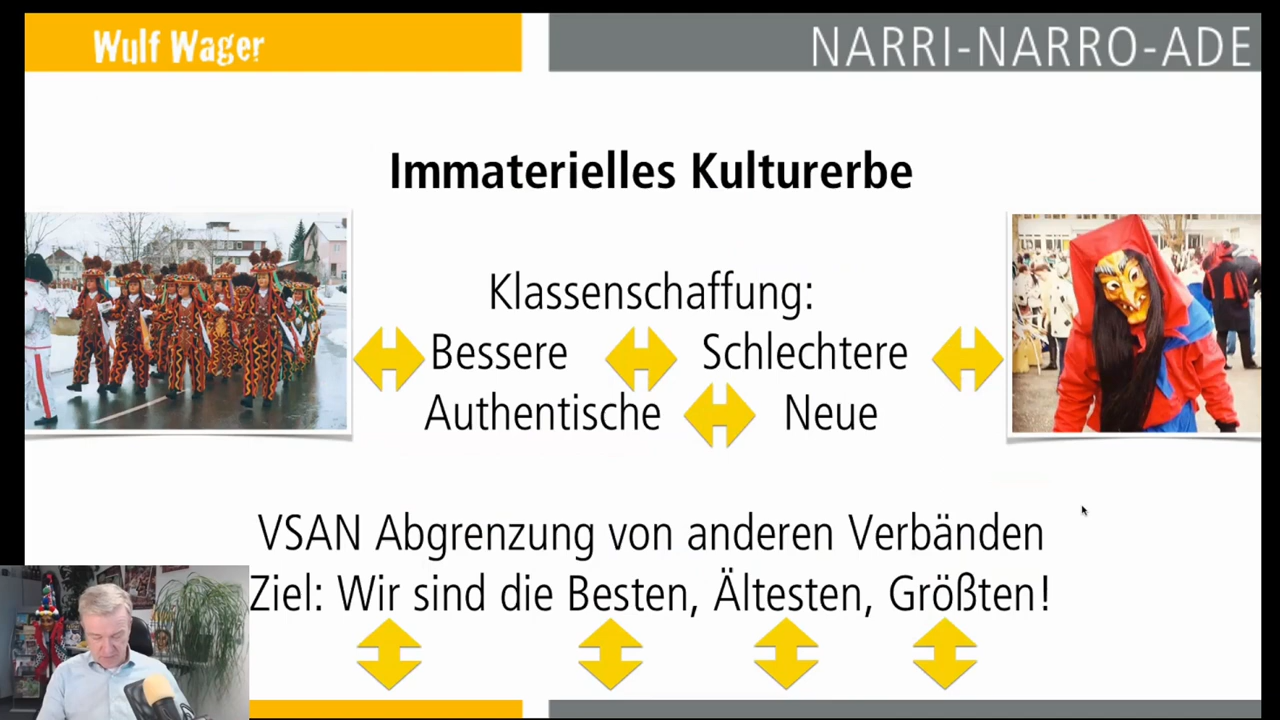 Wulf Wager
NARRI-NARRO-ADE
Immaterielles Kulturerbe
Klassenschaffung:
Bessere Schlechtere
Authentische Neue
VSAN Abgrenzung von anderen Verbänden
Ziel: Wir sind die Besten, Ältesten, Größten!